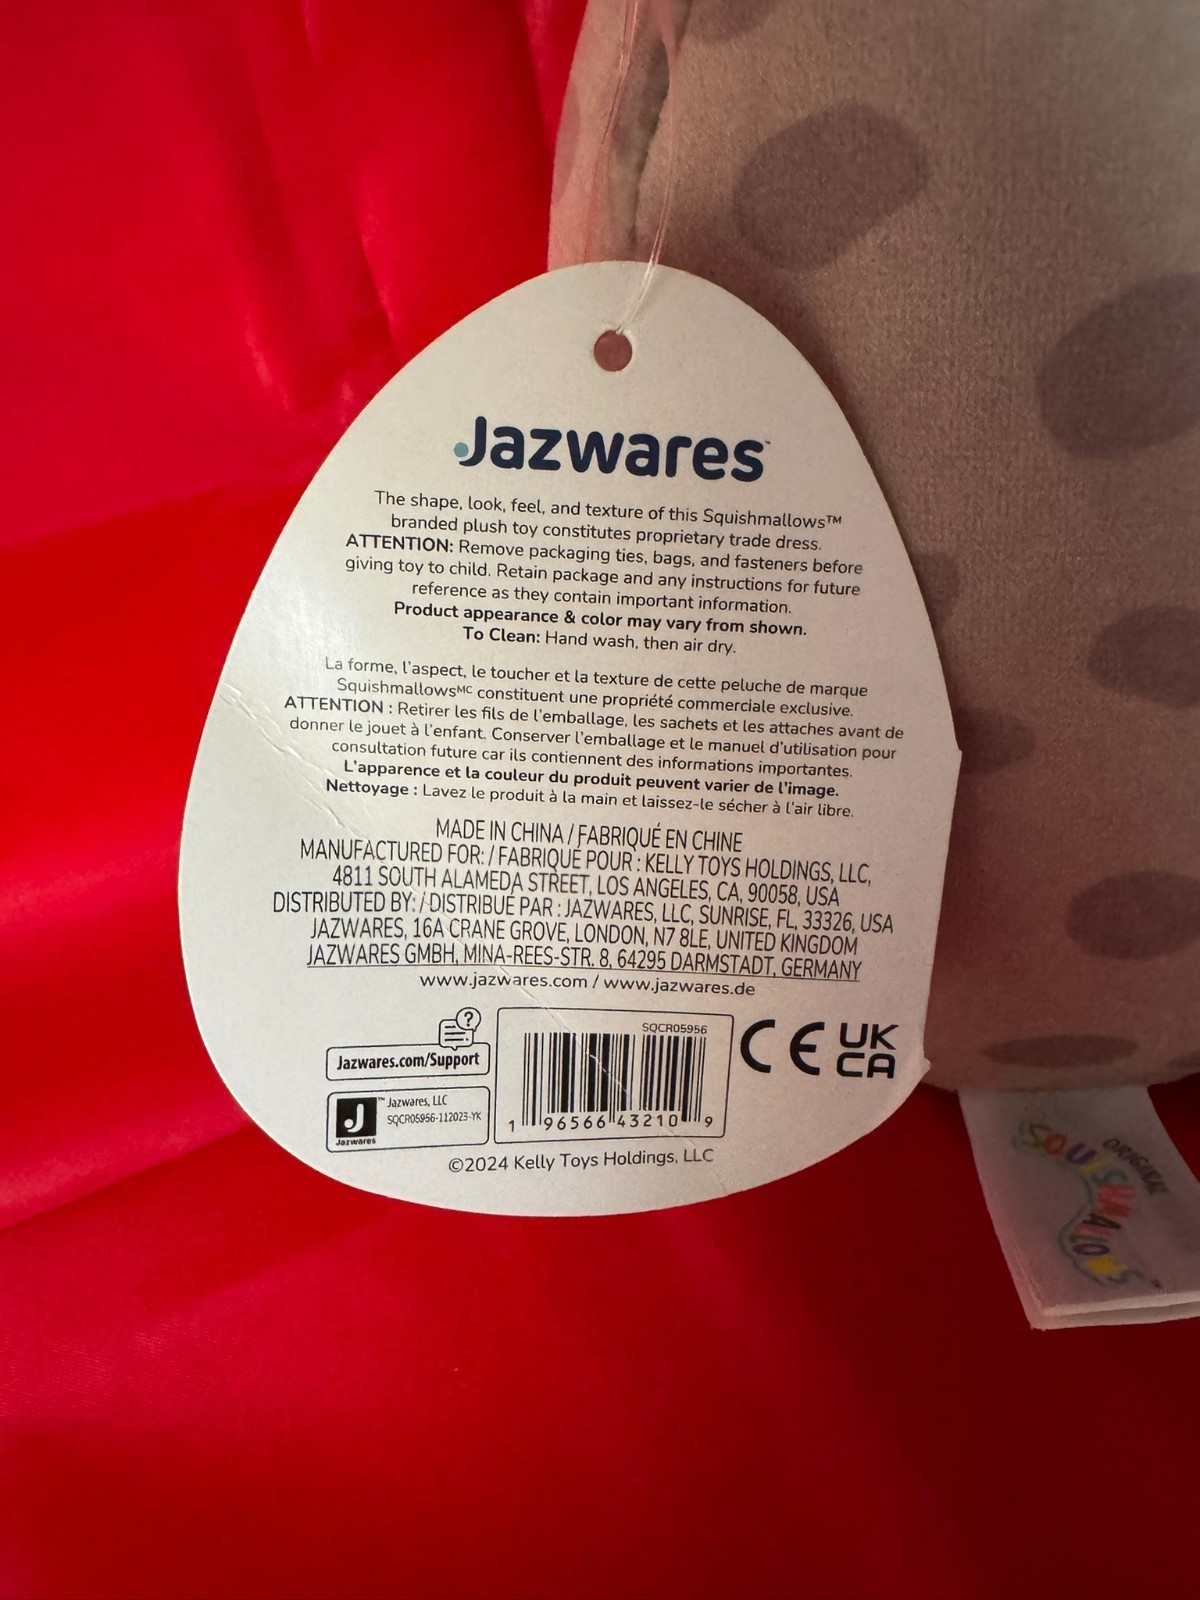 Jazwares™
The shape, look, feel, and texture of this Squishmallows™
branded plush toy constitutes proprietary trade dress.
ATTENTION: Remove packaging ties, bags, and fasteners before
giving toy to child. Retain package and any instructions for future
reference as they contain important information.
Product appearance & color may vary from shown.
To Clean: Hand wash, then air dry.
La forme, l'aspect, le toucher et la texture de cette peluche de marque
Squishmallowsᴹᶜ constituent une propriété commerciale exclusive.
ATTENTION : Retirer les fils de l'emballage, les sachets et les attaches avant de
donner le jouet à l'enfant. Conserver l'emballage et le manuel d'utilisation pour
consultation future car ils contiennent des informations importantes.
L'apparence et la couleur du produit peuvent varier de l'image.
Nettoyage : Lavez le produit à la main et laissez-le sécher à l'air libre.
MADE IN CHINA / FABRIQUÉ EN CHINE
MANUFACTURED FOR: / FABRIQUÉ POUR : KELLY TOYS HOLDINGS, LLC,
4811 SOUTH ALAMEDA STREET, LOS ANGELES, CA, 90058, USA
DISTRIBUTED BY: / DISTRIBUÉ PAR : JAZWARES, LLC, SUNRISE, FL, 33326, USA
JAZWARES, 16A CRANE GROVE, LONDON, N7 8LE, UNITED KINGDOM
JAZWARES GMBH, MINA-REES-STR. 8, 64295 DARMSTADT, GERMANY
www.jazwares.com / www.jazwares.de
?
Jazwares.com/Support
J™
Jazwares
Jazwares, LLC
SQCR05956-112023-YK
SQCR05956
1 96566 43210 9
CE
UK
CA
©2024 Kelly Toys Holdings, LLC
ORIGINAL
SQUISHMALLOWS™